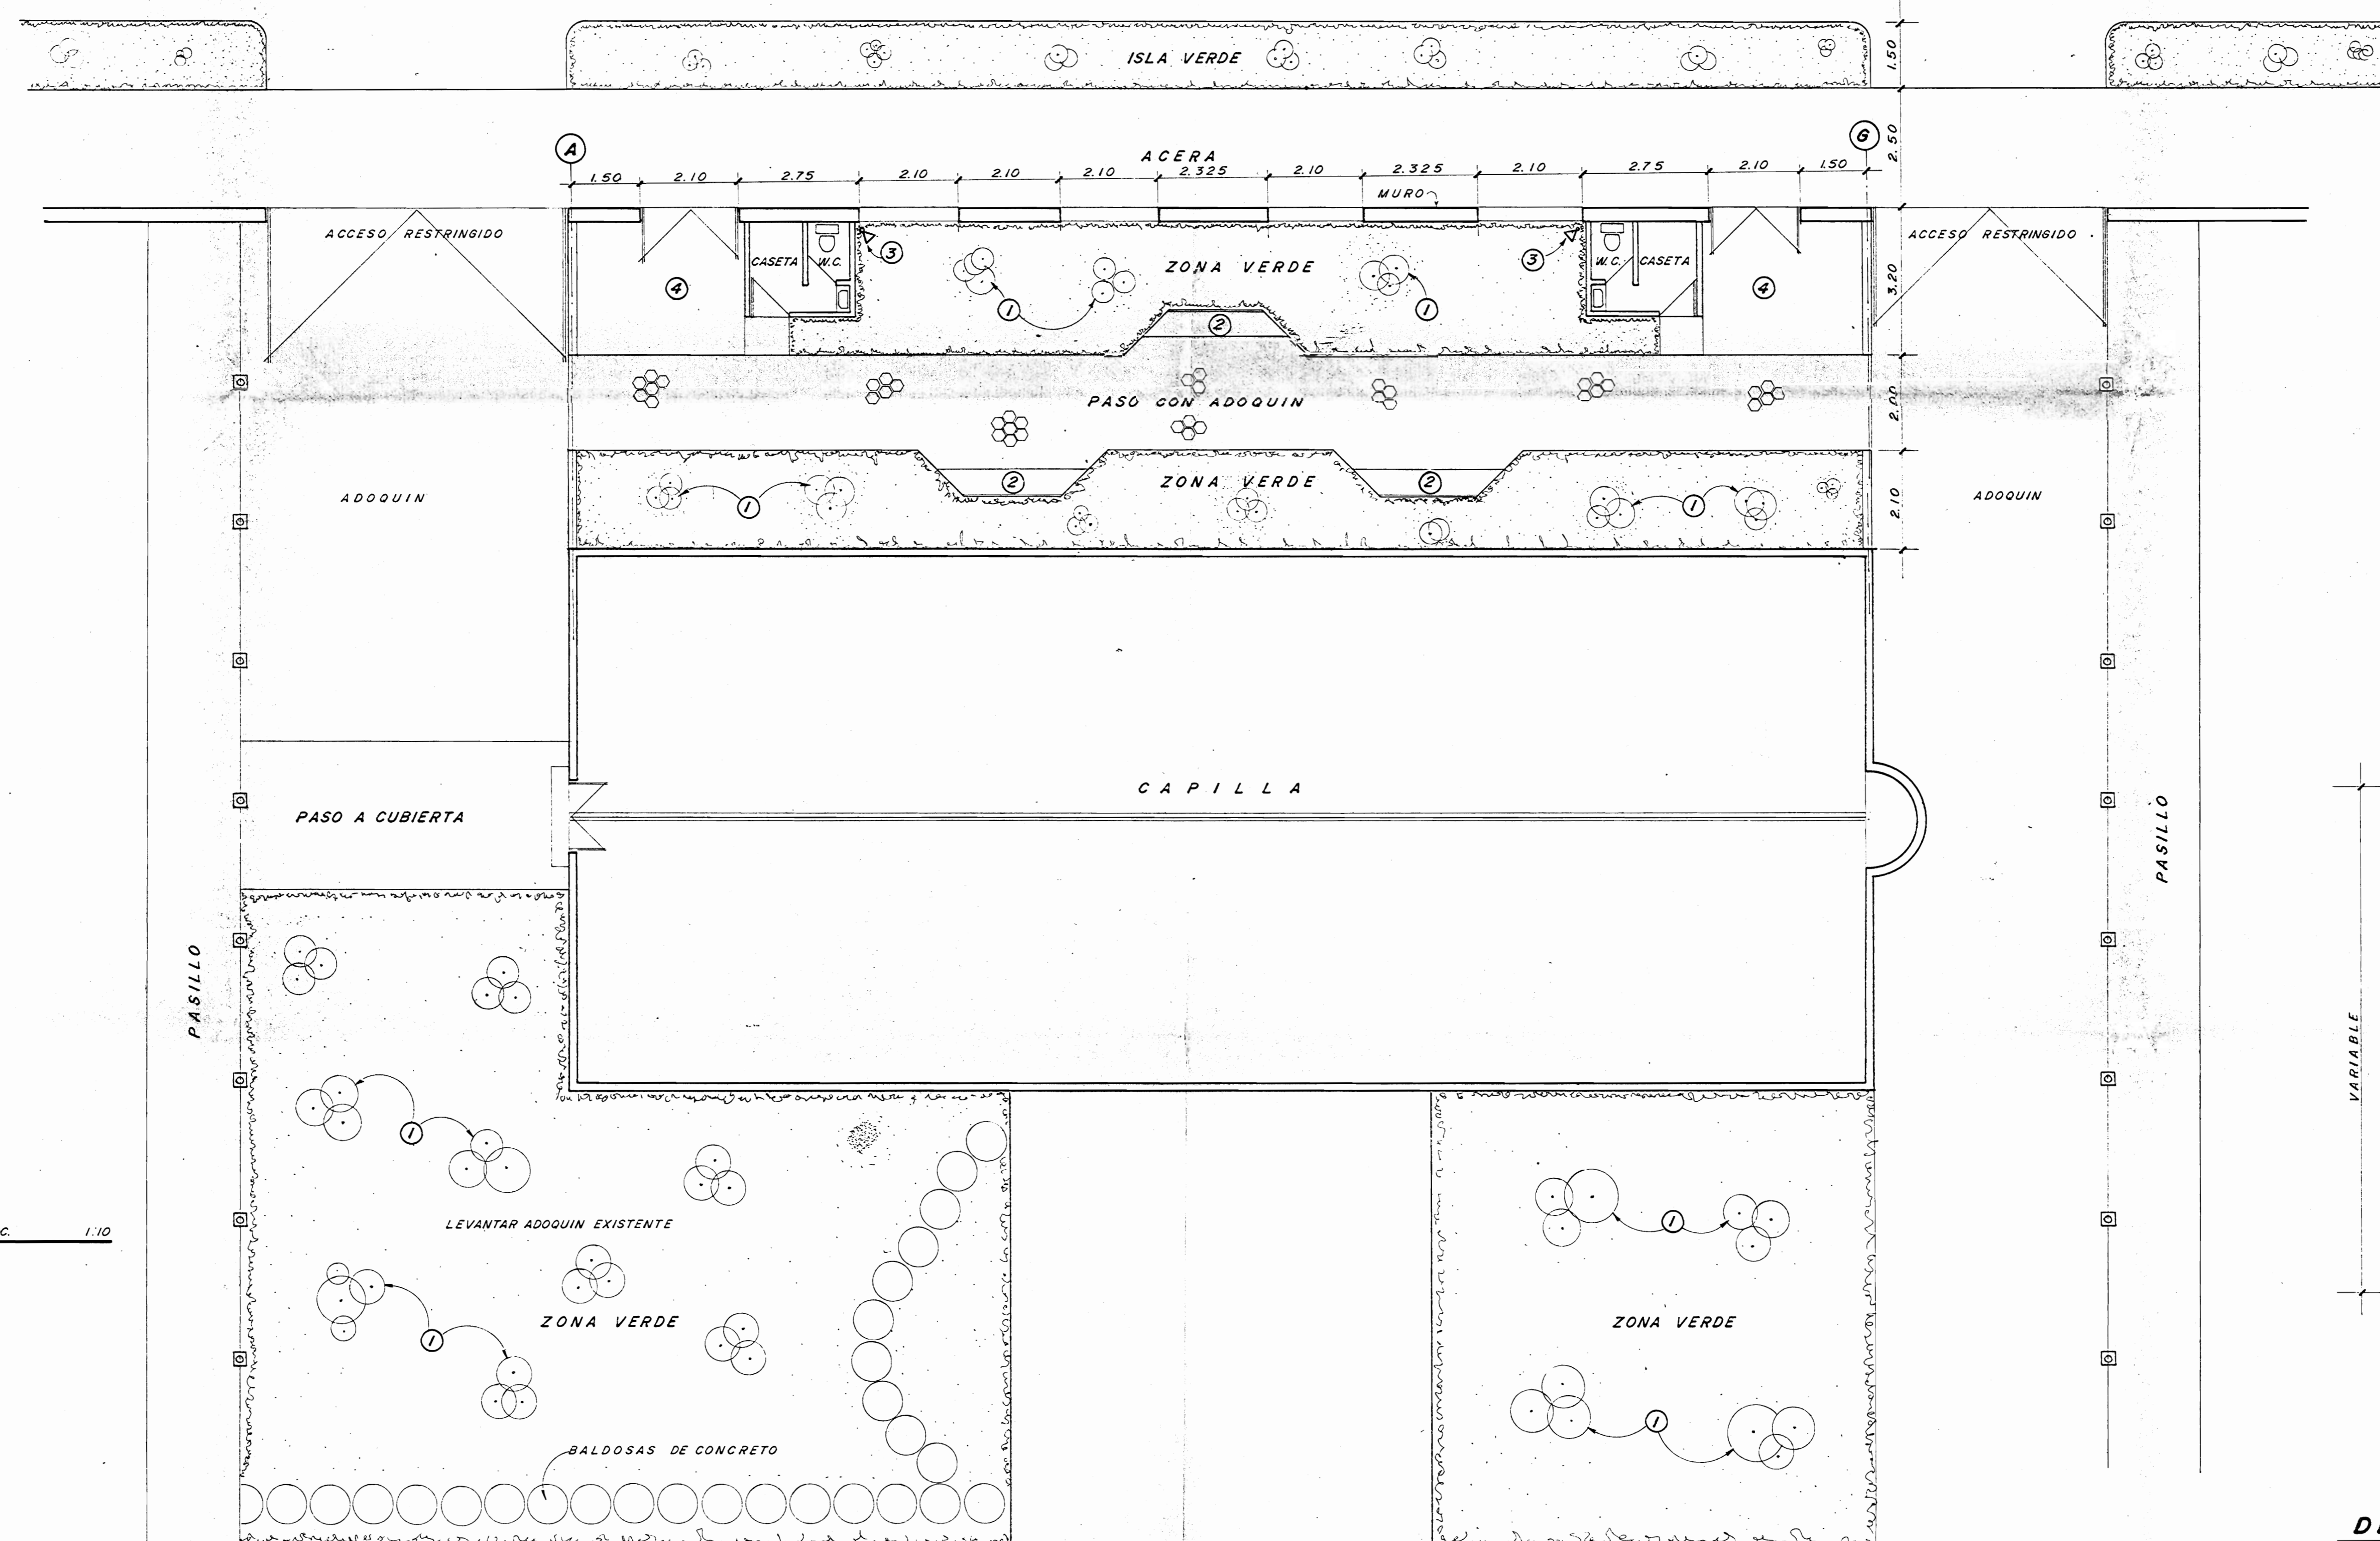 ISLA VERDE
1.50
A
G
ACERA
2.50
1.50 2.10 2.75 2.10 2.10 2.10 2.325 2.10 2.325 2.10 2.75 2.10 1.50
MURO
ACCESO RESTRINGIDO
ACCESO RESTRINGIDO
CASETA W.C. 3
ZONA VERDE
3 W.C. CASETA
4
4
3.20
1
1
2
PASO CON ADOQUIN
2.00
ADOQUIN
1
2
ZONA VERDE
2
1
2.10
ADOQUIN
CAPILLA
PASO A CUBIERTA
PASILLO
PASILLO
VARIABLE
1
LEVANTAR ADOQUIN EXISTENTE
1
C. 1:10
ZONA VERDE
ZONA VERDE
1
1
BALDOSAS DE CONCRETO